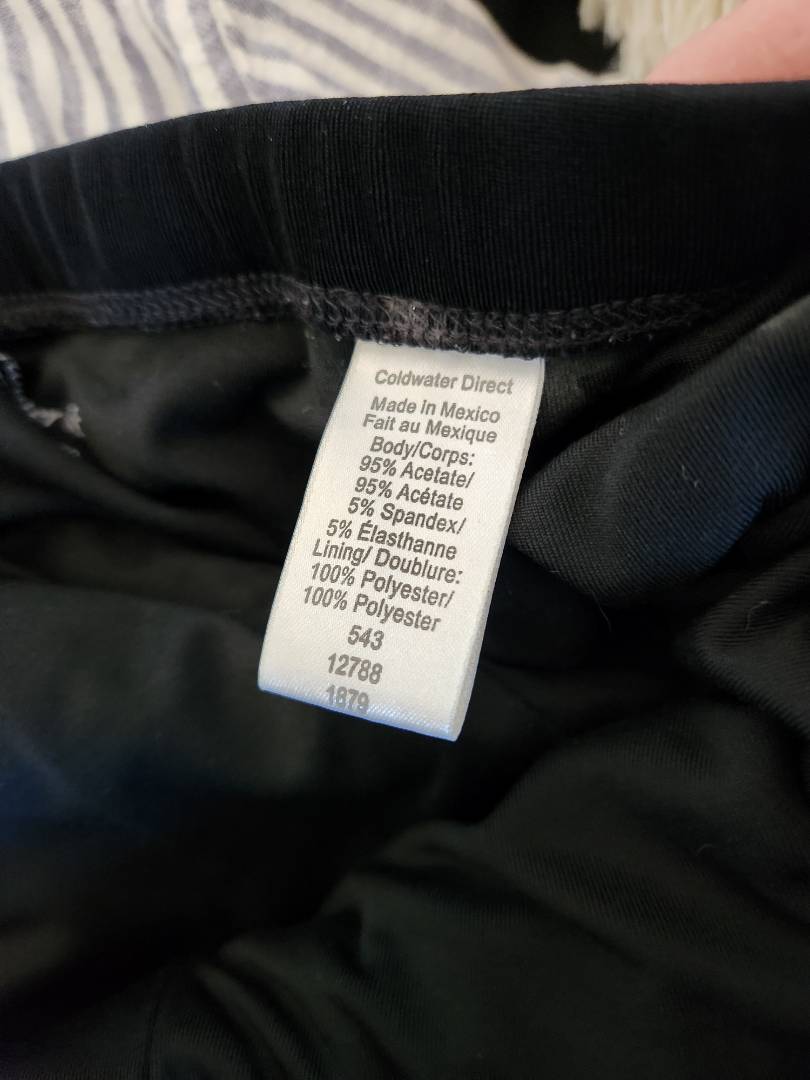 Coldwater Direct
Made in Mexico
Fait au Mexique
Body/Corps:
95% Acetate/
95% Acétate
5% Spandex/
5% Élasthanne
Lining/ Doublure:
100% Polyester/
100% Polyester
543
12788
1879